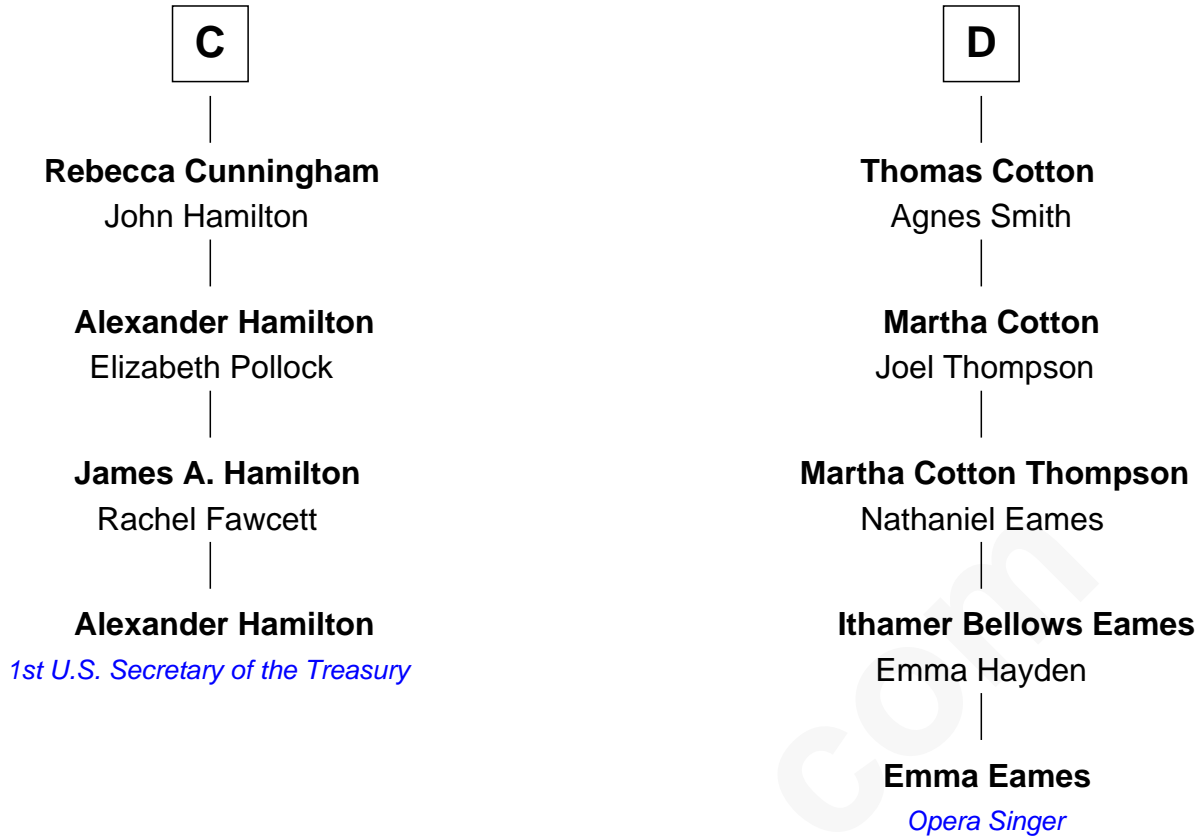 C
Rebecca Cunningham
John Hamilton
Alexander Hamilton
Elizabeth Pollock
James A. Hamilton
Rachel Fawcett
Alexander Hamilton
1st U.S. Secretary of the Treasury
D
Thomas Cotton
Agnes Smith
Martha Cotton
Joel Thompson
Martha Cotton Thompson
Nathaniel Eames
Ithamer Bellows Eames
Emma Hayden
Emma Eames
Opera Singer
com